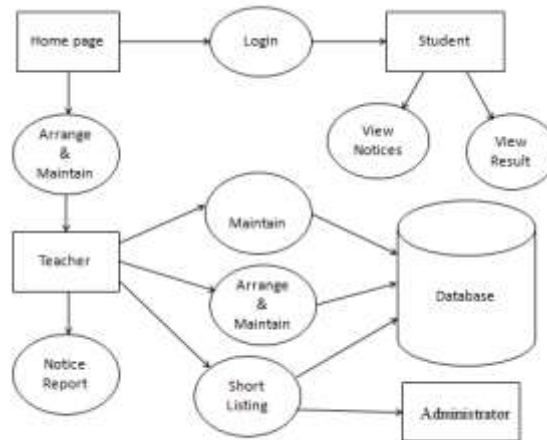 Home page
Login
Student
Arrange
&
Maintain
View
Notices
View
Result
Maintain
Teacher
Arrange
&
Maintain
Database
Notice
Report
Short
Listing
Administrator